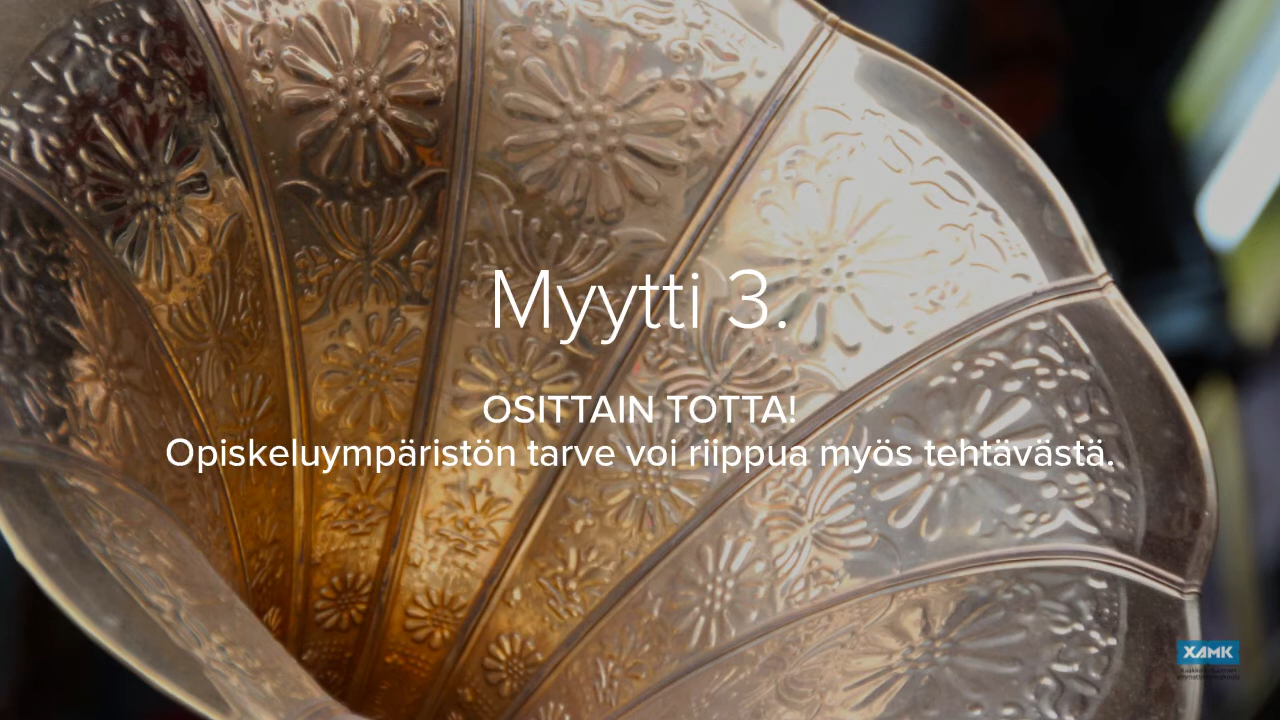 Myytti 3.
OSITTAIN TOTTA!
Opiskeluympäristön tarve voi riippua myös tehtävästä.
XAMK